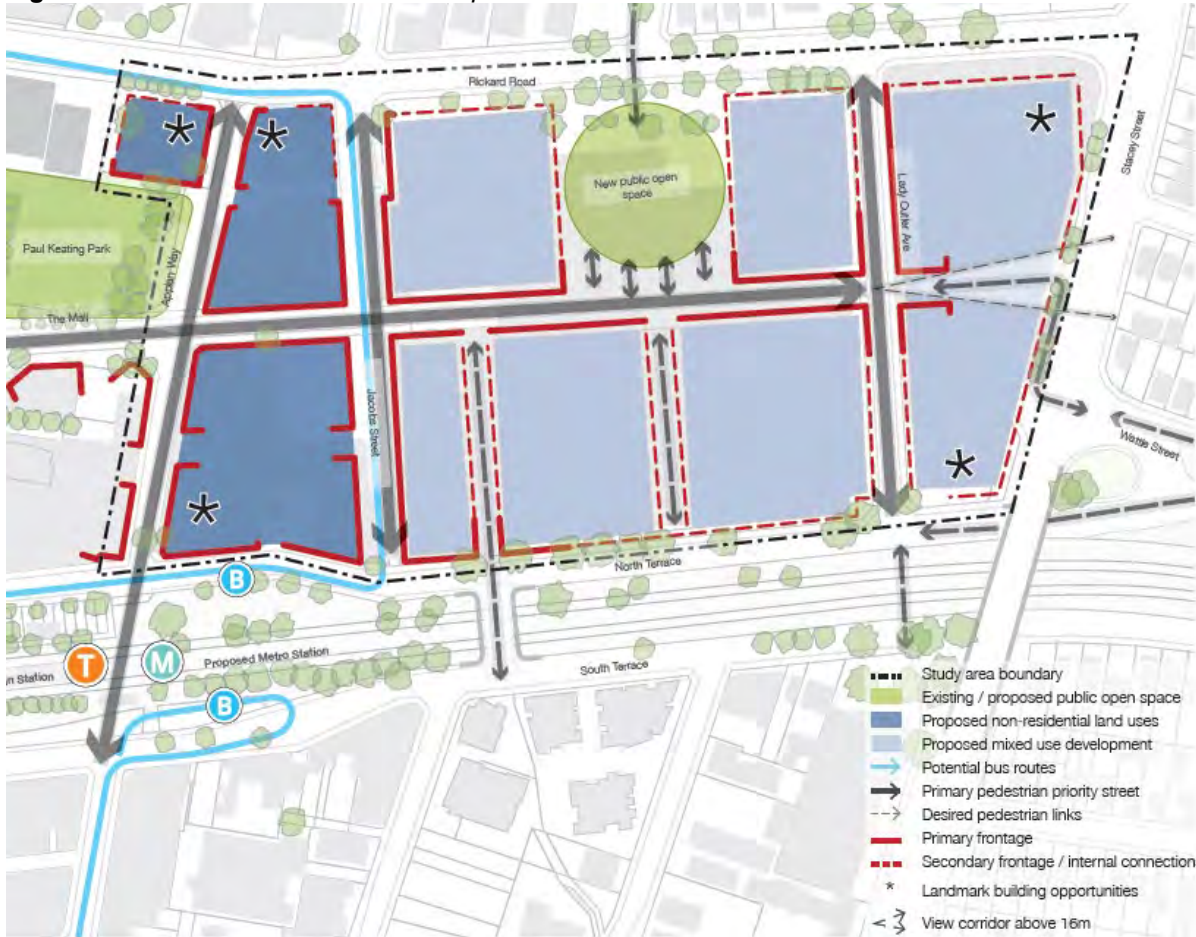 Rickard Road
Stacey Street
New public open
space
Lady Cutler Ave
Paul Keating Park
Appian Way
The Mall
Jacobs Street
Wattle Street
North Terrace
B
T
M
Proposed Metro Station
Station
South Terrace
B
Study area boundary
Existing / proposed public open space
Proposed non-residential land uses
Proposed mixed use development
Potential bus routes
Primary pedestrian priority street
Desired pedestrian links
Primary frontage
Secondary frontage / internal connection
Landmark building opportunities
View corridor above 16m